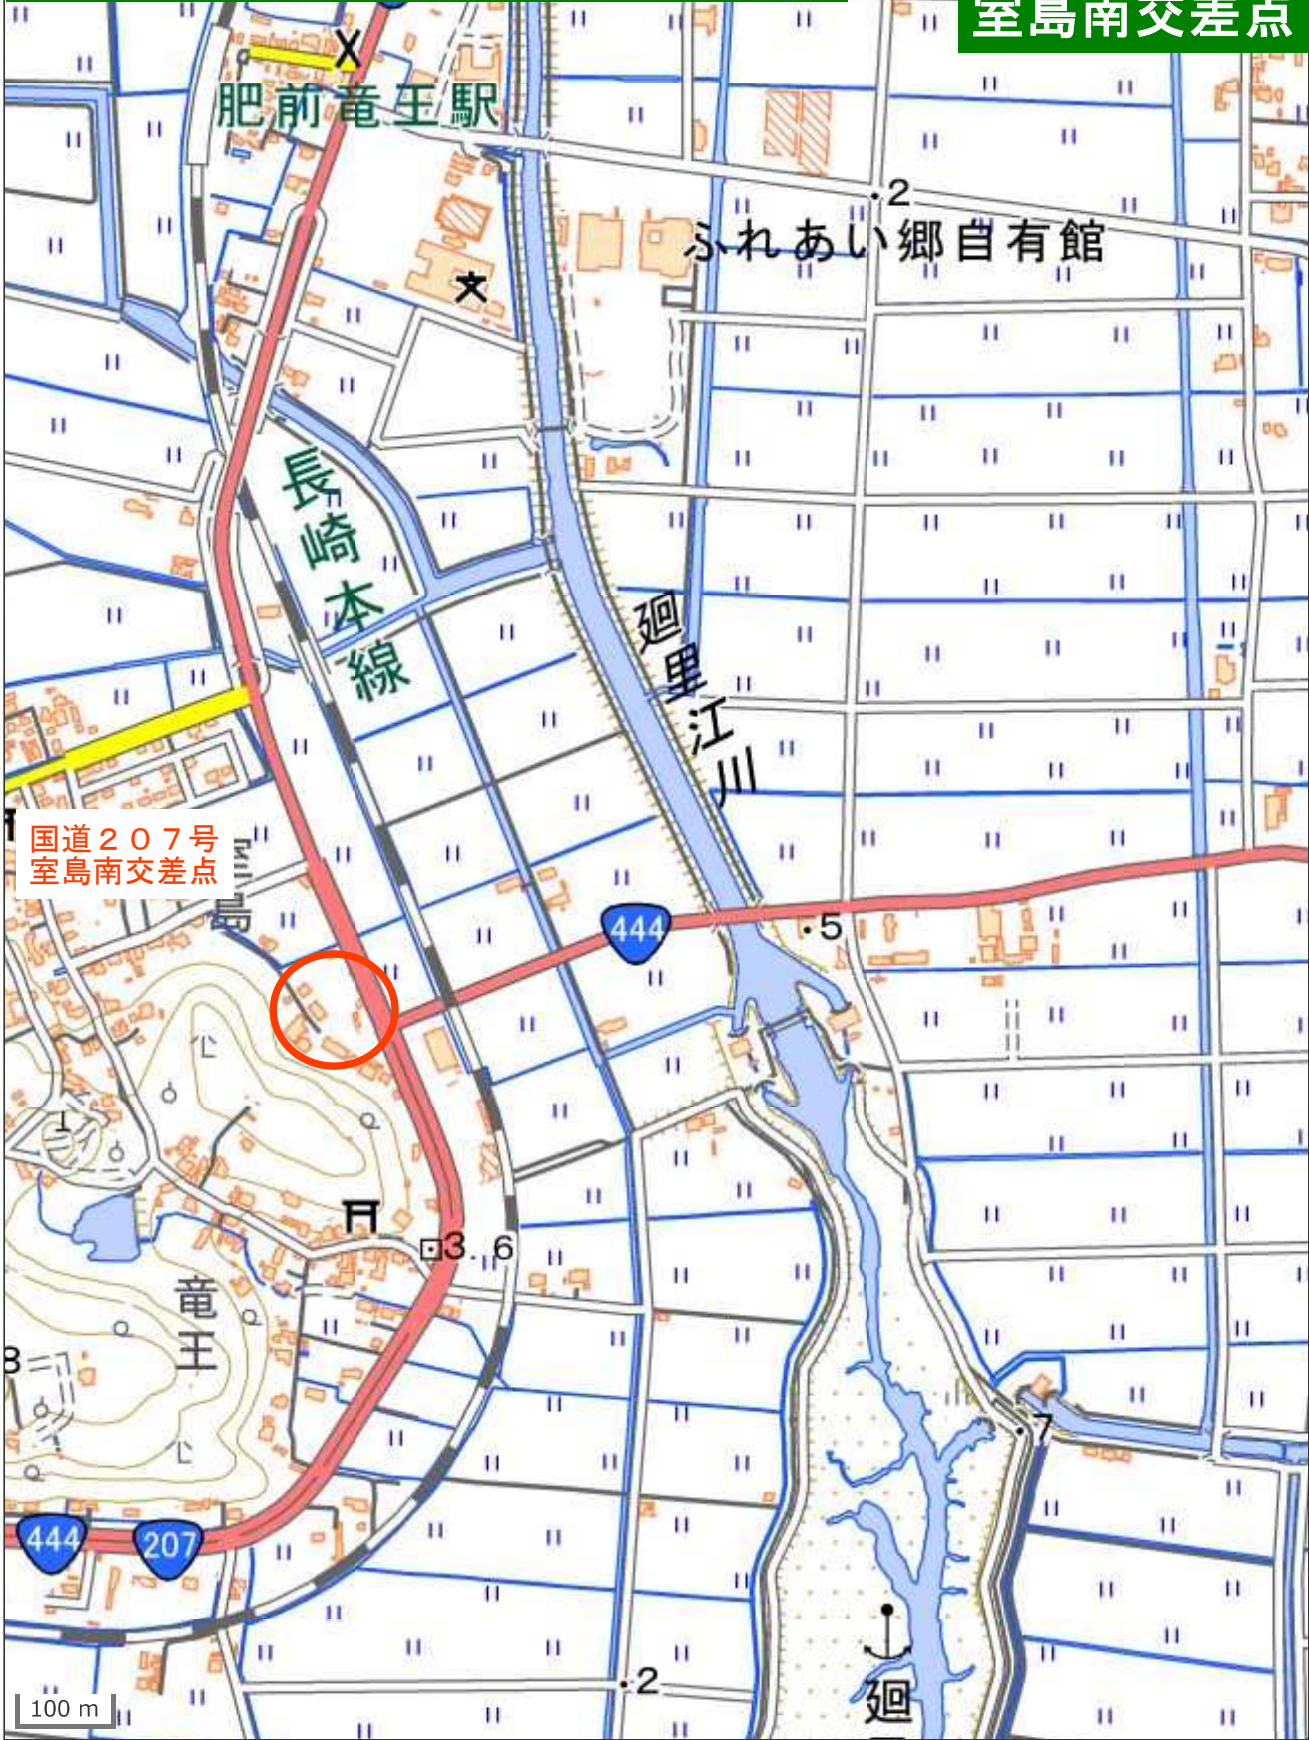 室島南交差点
肥前竜王駅
2
ふれあい郷自有館
長崎本線
廻里江川
国道207号
室島南交差点
室島
444
5
3.6
竜王
8
7
444
207
2
廻
100 m